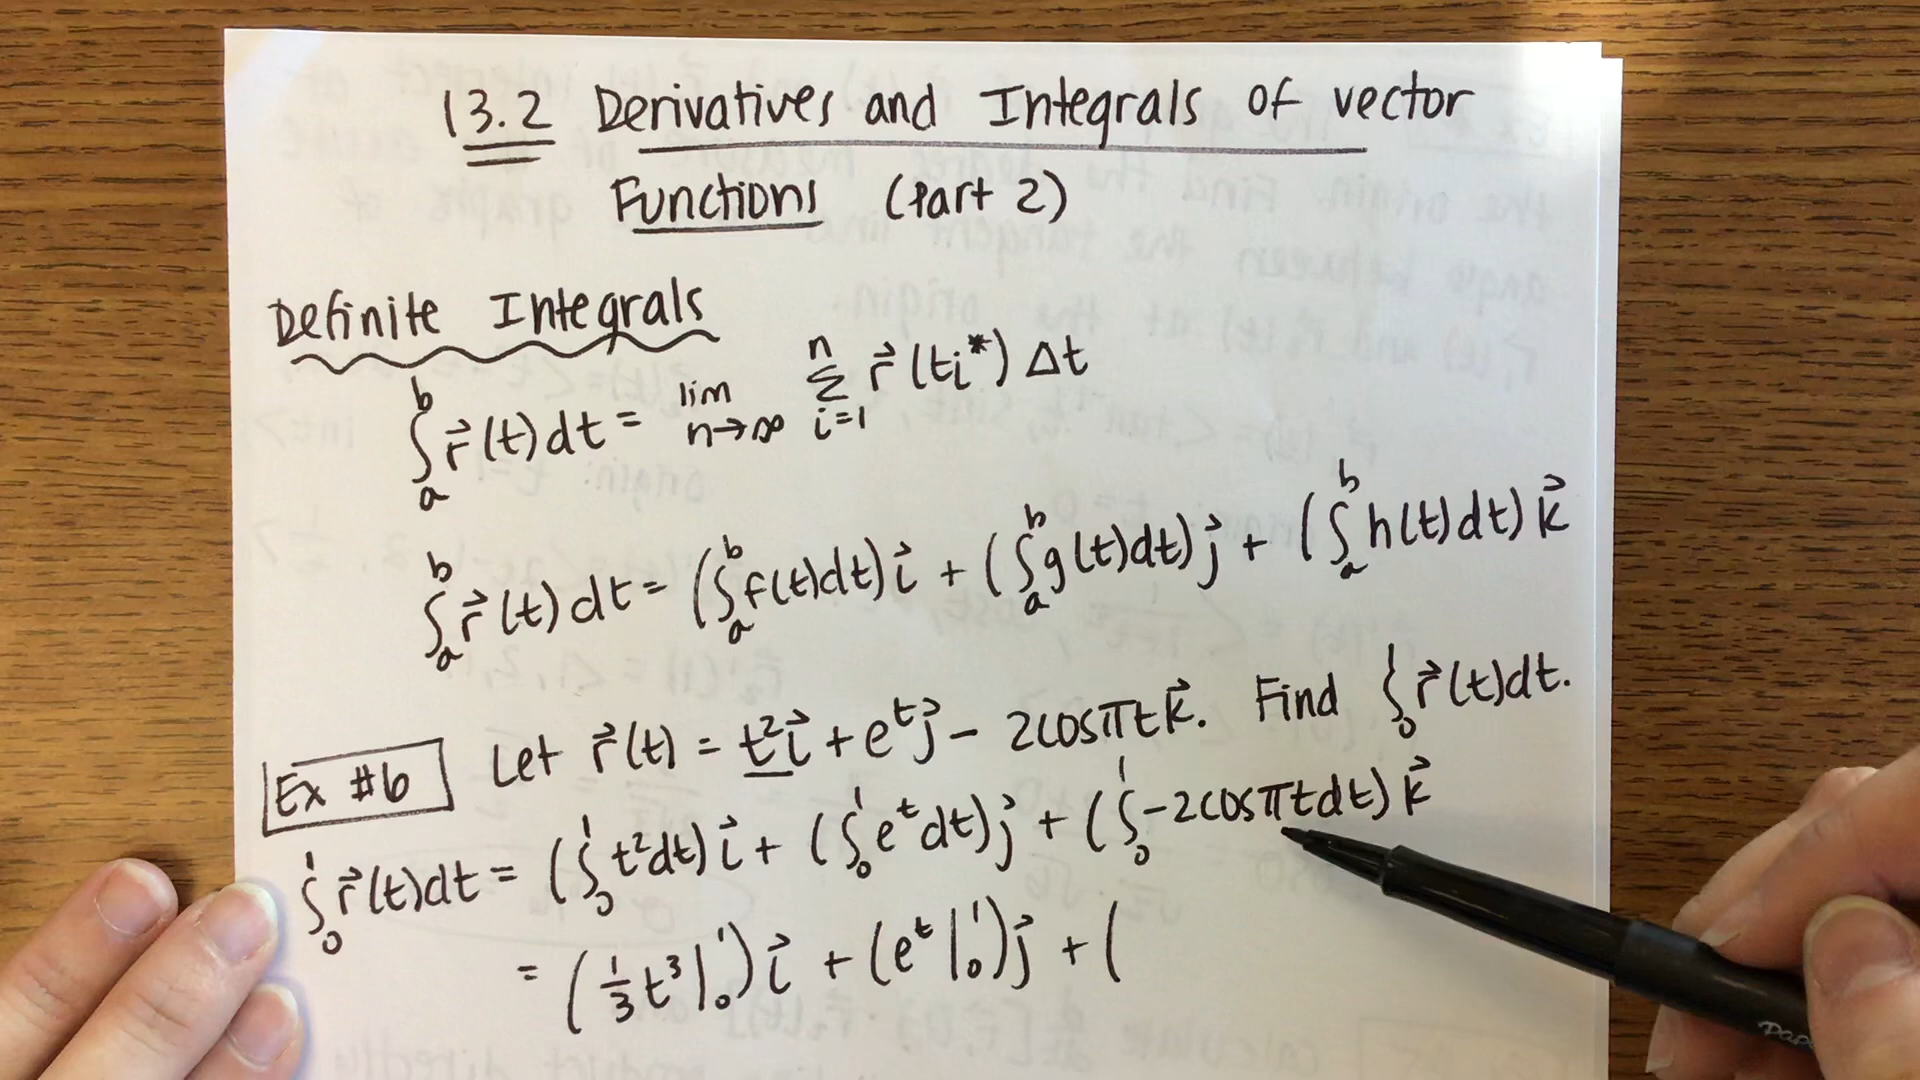 13.2 Derivatives and Integrals of vector
Functions (Part 2)
Definite Integrals
∫_a^b r⃗(t)dt = lim_{n→∞} Σ_{i=1}^n r⃗(t_i*) Δt
∫_a^b r⃗(t)dt = (∫_a^b f(t)dt) i⃗ + (∫_a^b g(t)dt) j⃗ + (∫_a^b h(t)dt) k⃗
Ex #6 Let r⃗(t) = t² i⃗ + e^t j⃗ - 2cosπt k⃗. Find ∫_0^1 r⃗(t)dt.
∫_0^1 r⃗(t)dt = (∫_0^1 t²dt) i⃗ + (∫_0^1 e^t dt) j⃗ + (∫_0^1 -2cosπt dt) k⃗
= (1/3 t³ |_0^1) i⃗ + (e^t |_0^1) j⃗ + (